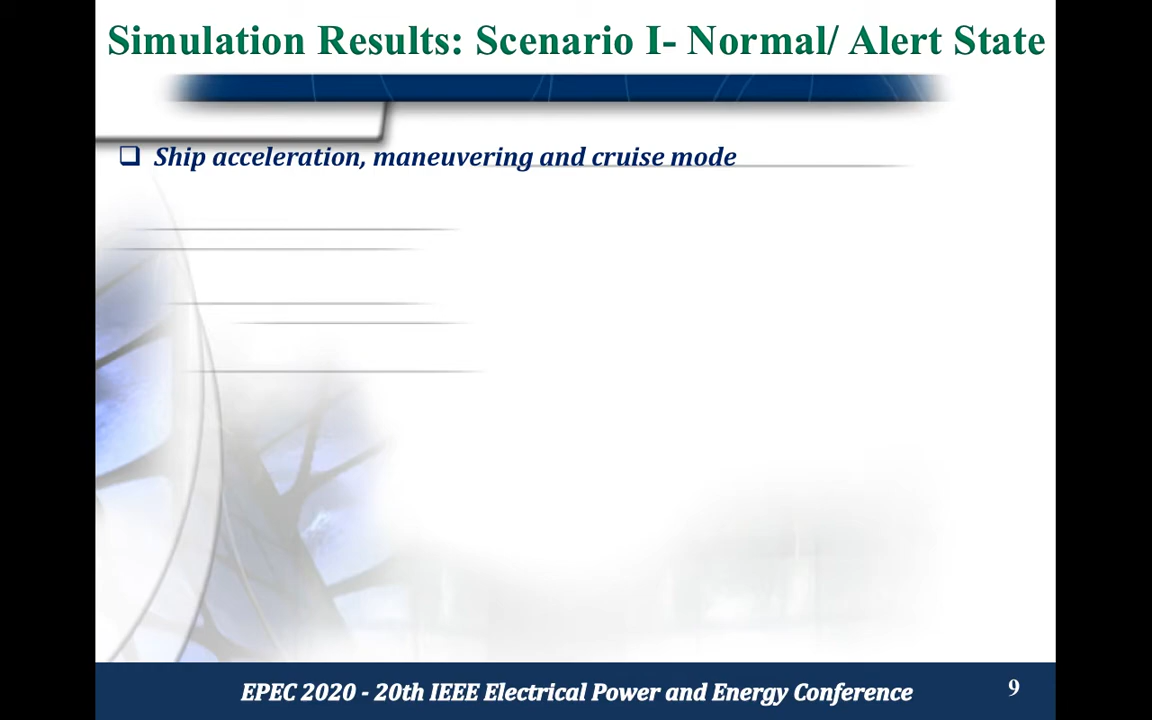 Simulation Results: Scenario I- Normal/ Alert State
❑ Ship acceleration, maneuvering and cruise mode
EPEC 2020 - 20th IEEE Electrical Power and Energy Conference
9